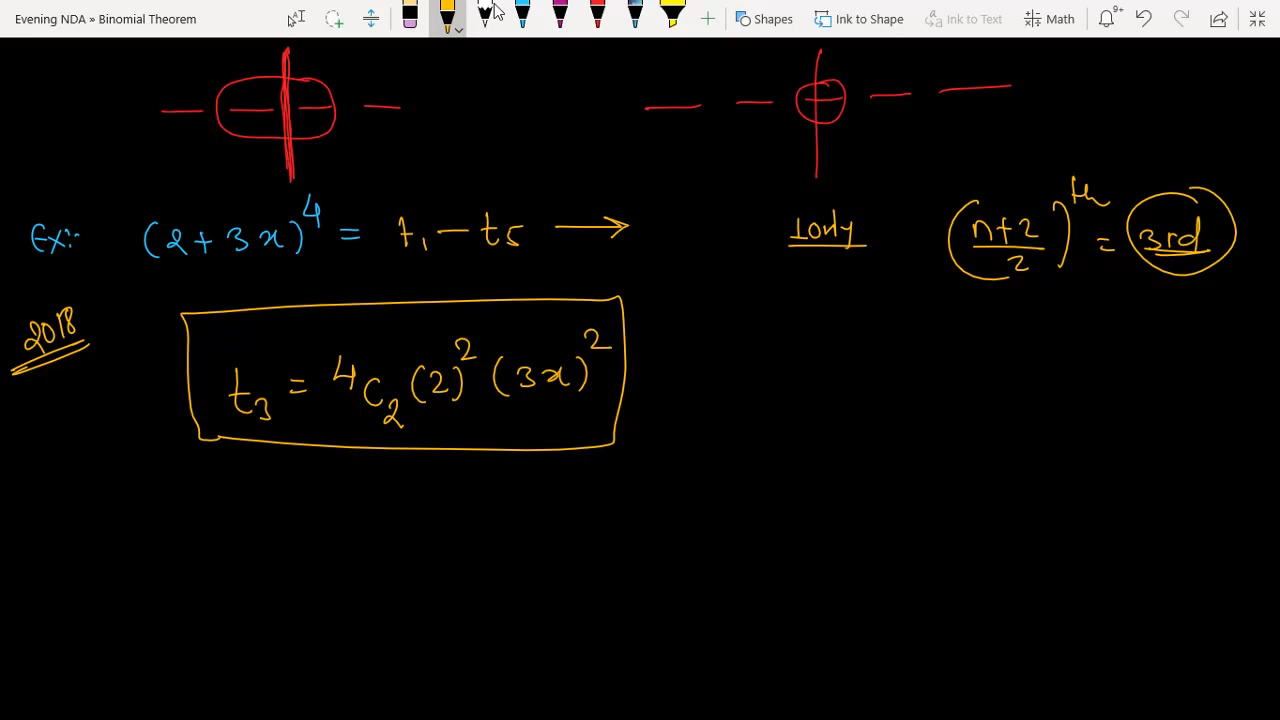 Evening NDA » Binomial Theorem
Shapes Ink to Shape Ink to Text Math 9+
Ex:- (2 + 3x)^4 = t₁ — t₅ → 1 only ((n+2)/2)^th = 3rd
2018
t₃ = ⁴C₂ (2)² (3x)²